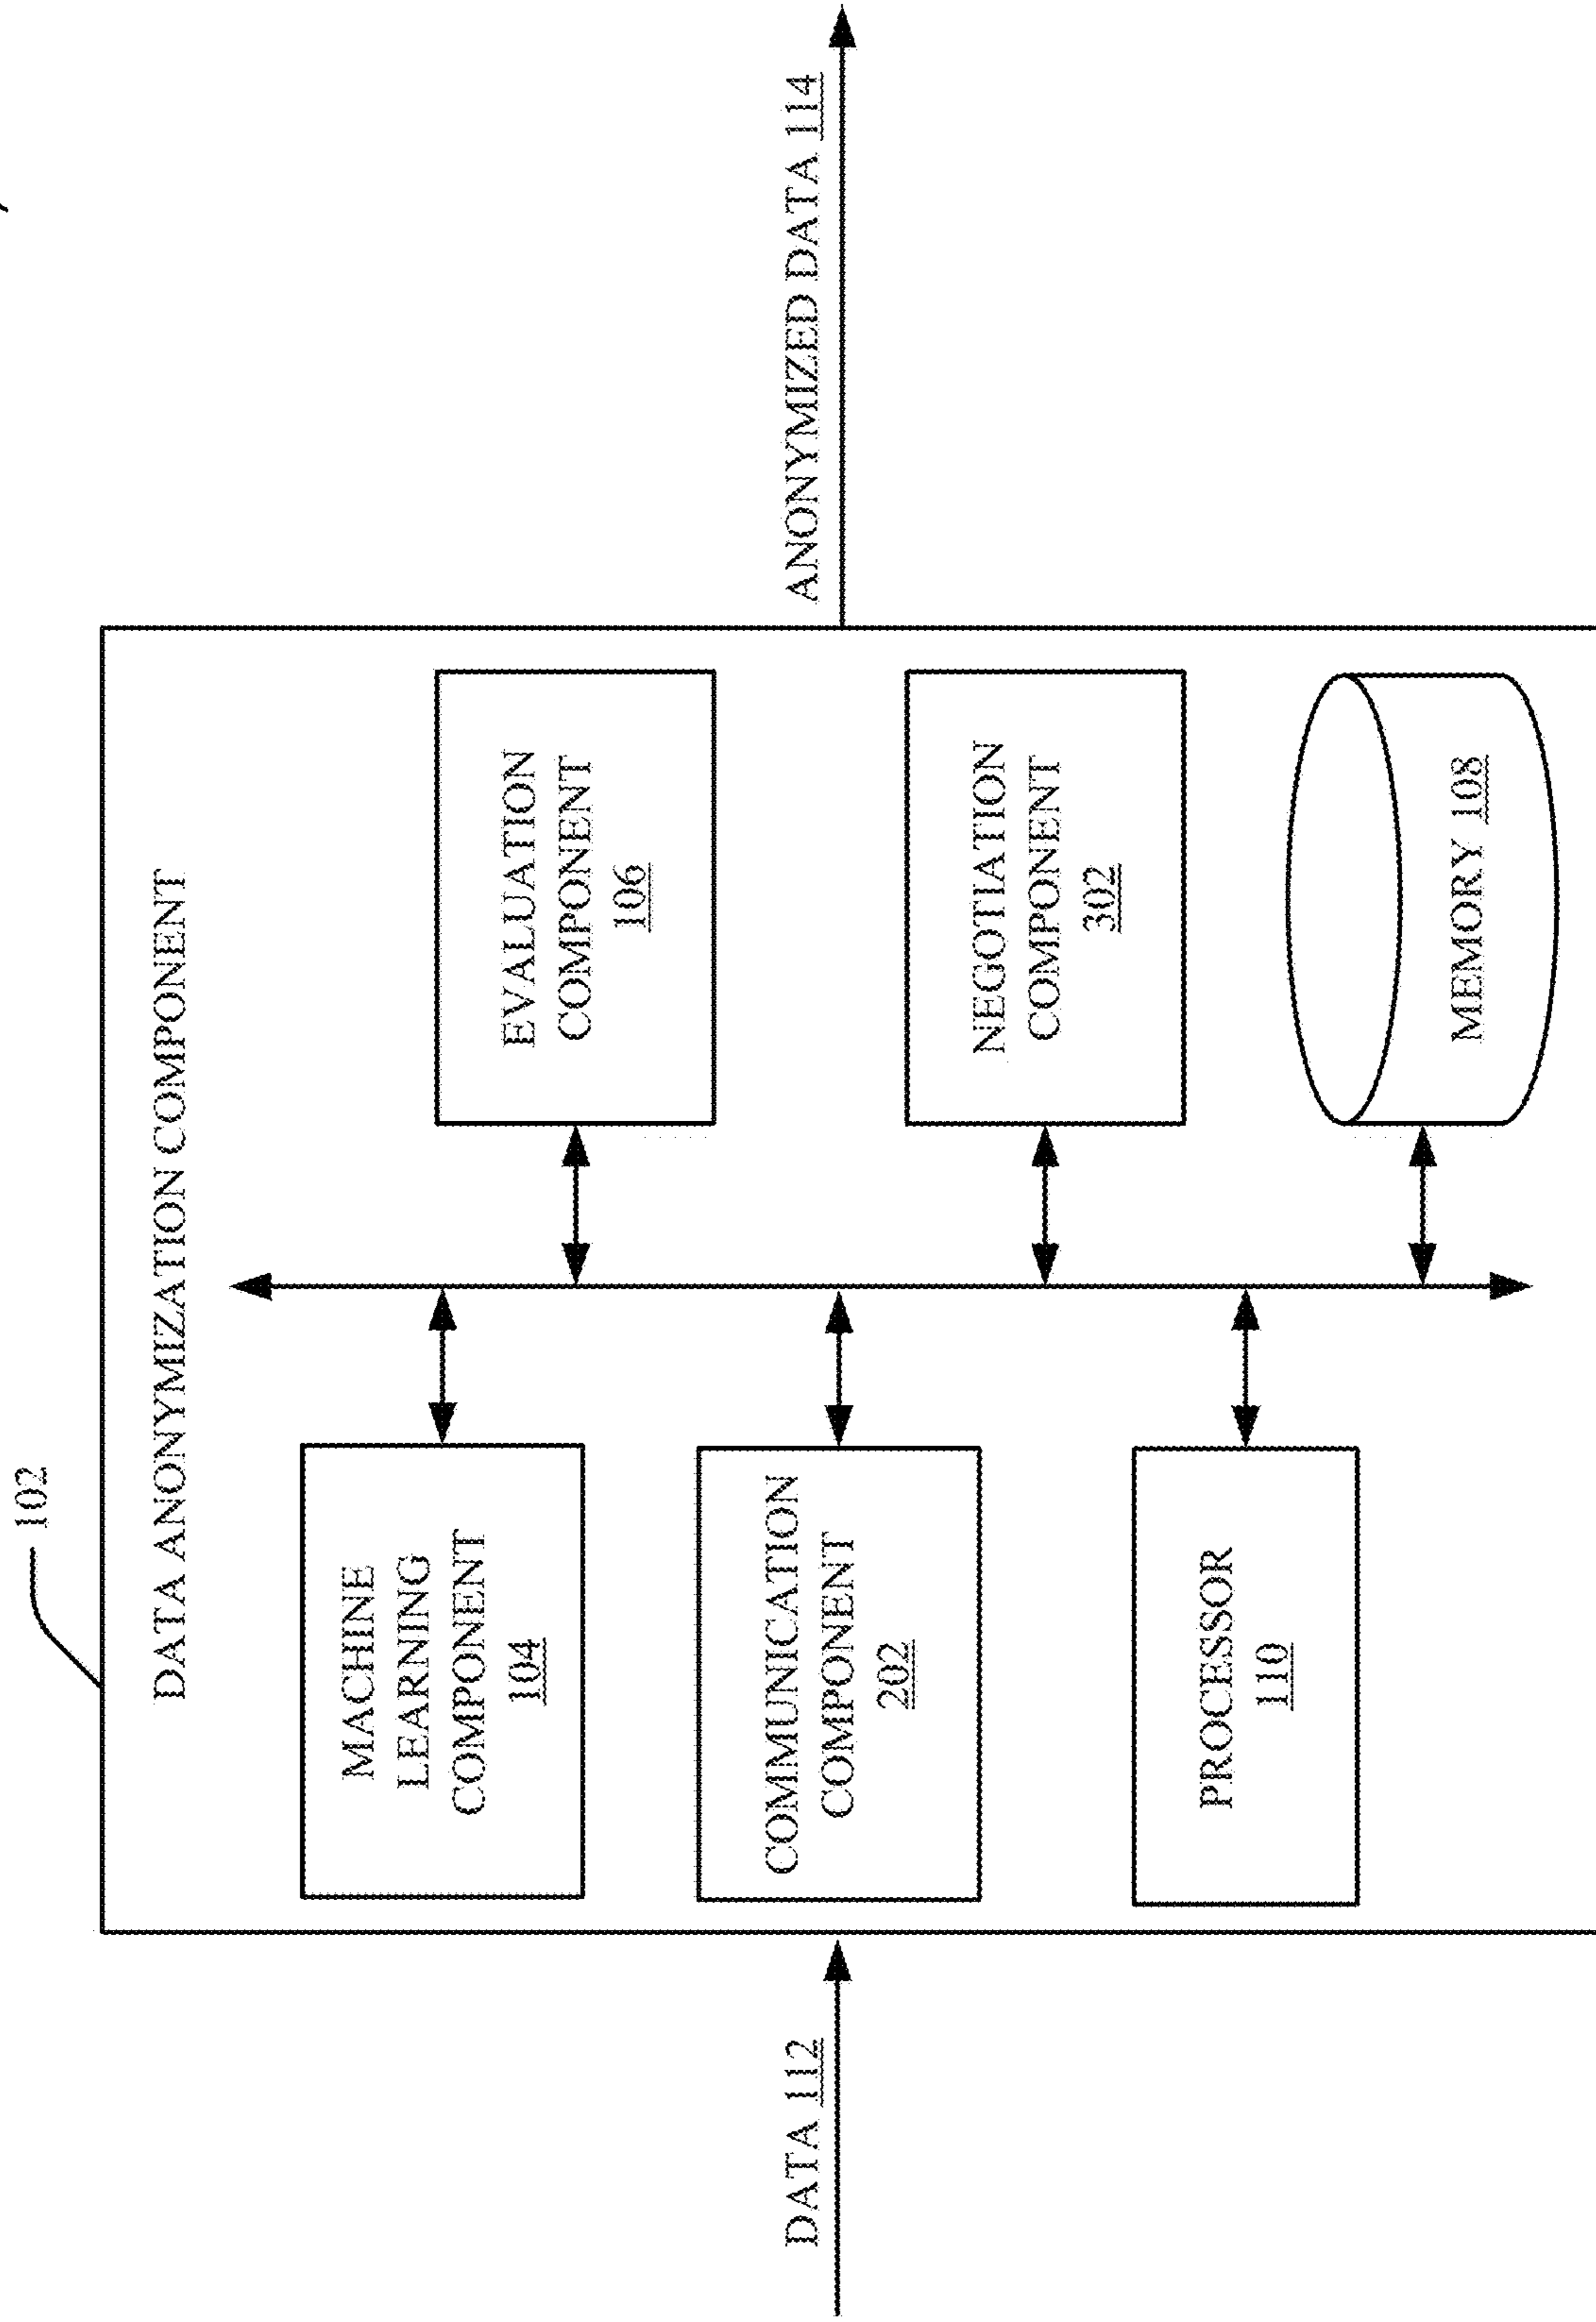 102
DATA ANONYMIZATION COMPONENT
MACHINE
LEARNING
COMPONENT
104
EVALUATION
COMPONENT
106
DATA 112
COMMUNICATION
COMPONENT
202
ANONYMIZED DATA 114
NEGOTIATION
COMPONENT
302
PROCESSOR
110
MEMORY 108